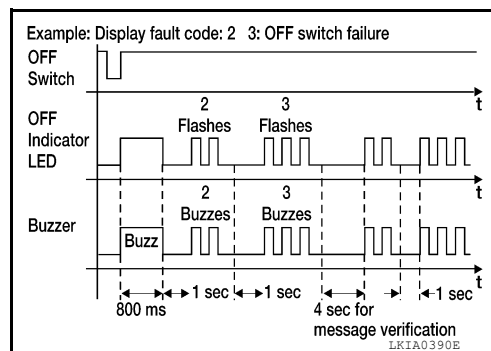 Example: Display fault code: 2 3: OFF switch failure
OFF
Switch
t
2
3
OFF
Indicator
LED
Flashes
Flashes
t
2
3
Buzzer
Buzzes
Buzzes
Buzz
t
800 ms
1 sec
1 sec
4 sec for
message verification
1 sec
LKIA0390E